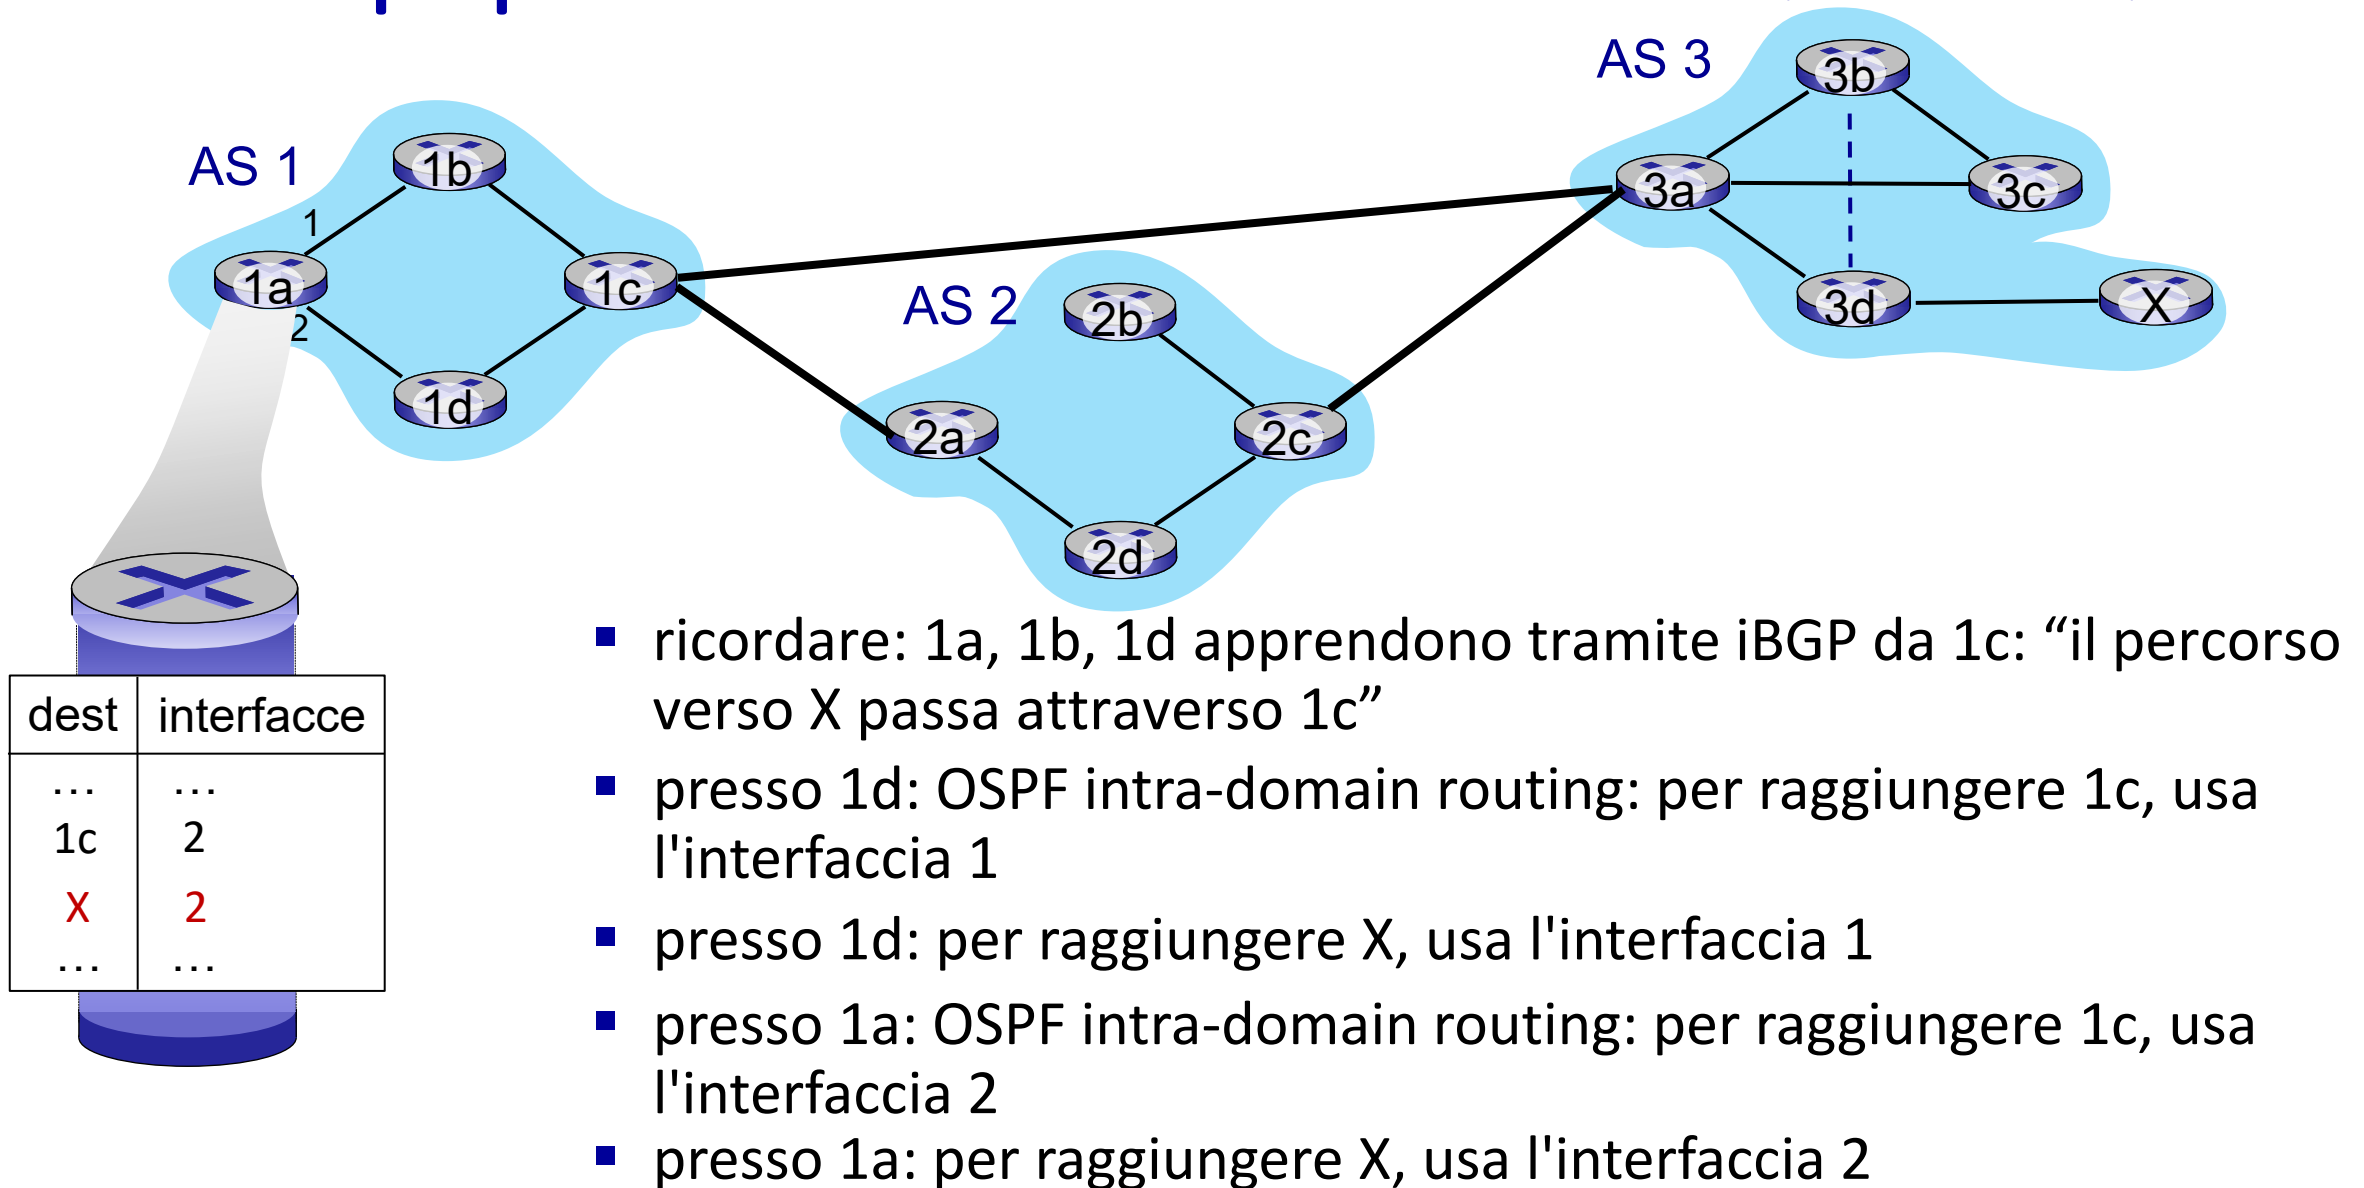 AS 3
3b
AS 1
1b
3a
3c
1
1a
1c
AS 2
2b
3d
X
2
1d
2a
2c
2d
dest interfacce
... ...
1c 2
X 2
... ...
ricordare: 1a, 1b, 1d apprendono tramite iBGP da 1c: “il percorso
verso X passa attraverso 1c”
presso 1d: OSPF intra-domain routing: per raggiungere 1c, usa
l'interfaccia 1
presso 1d: per raggiungere X, usa l'interfaccia 1
presso 1a: OSPF intra-domain routing: per raggiungere 1c, usa
l'interfaccia 2
presso 1a: per raggiungere X, usa l'interfaccia 2